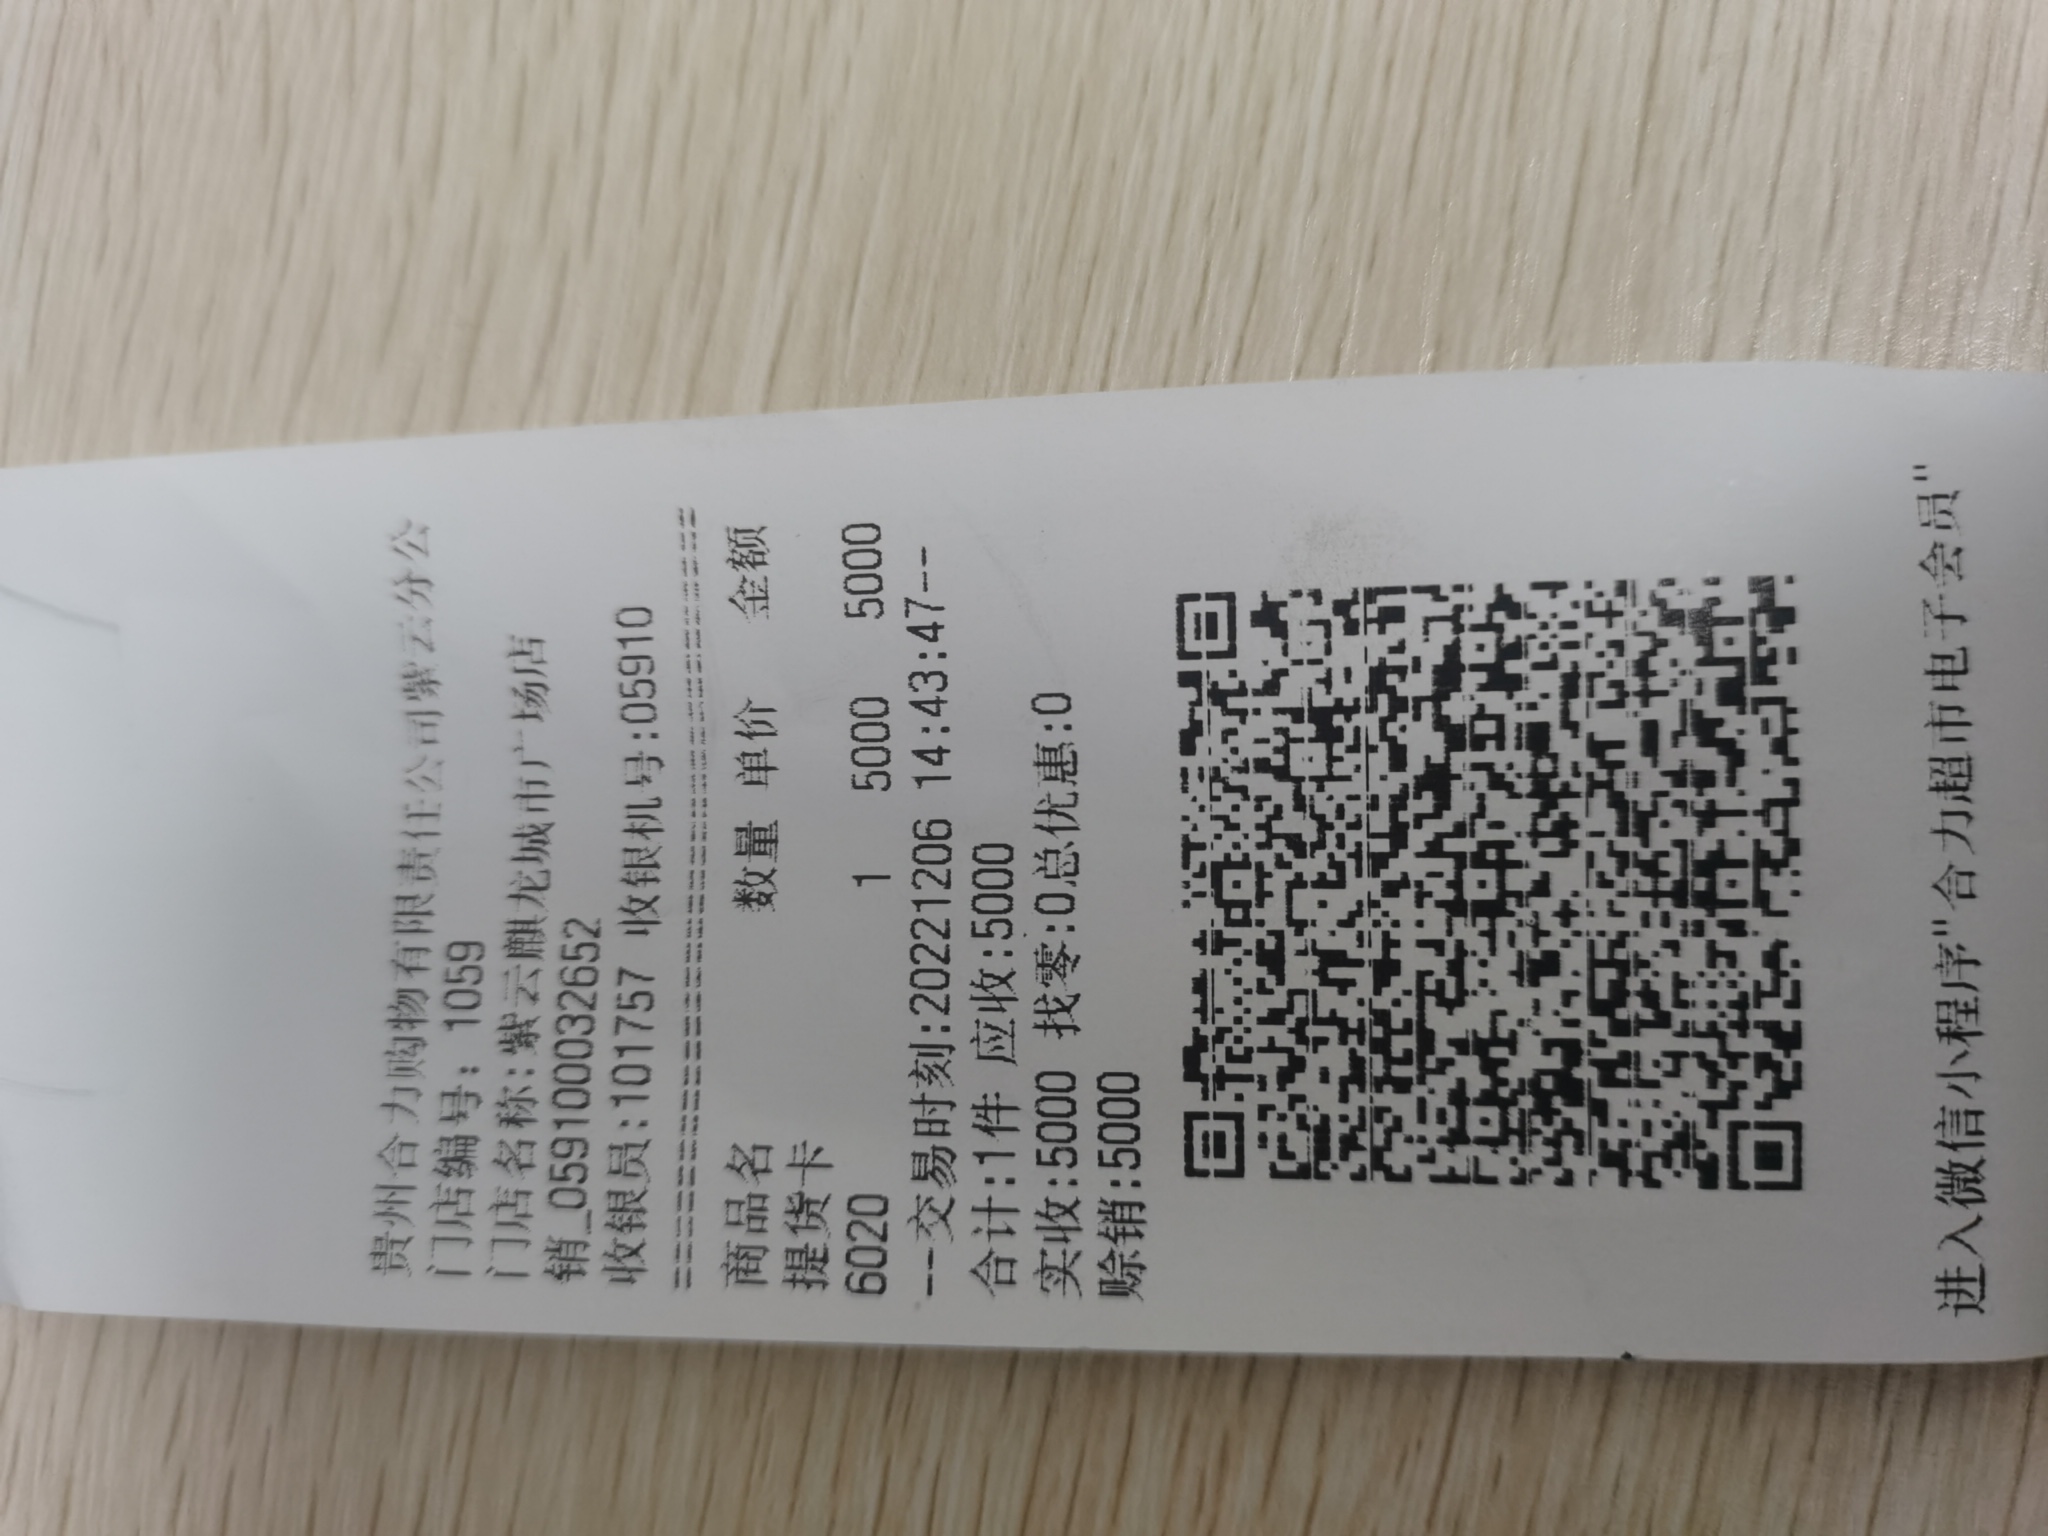 贵州合力购物有限责任公司紫云分公
门店编号: 1059
门店名称:紫云麒龙城市广场店
销_0591000032652
收银员:101757 收银机号:05910
商品名 数量 单价 金额
提货卡
6020 1 5000 5000
--交易时刻:20221206 14:43:47--
合计:1件 应收:5000
实收:5000 找零:0总优惠:0
赊销:5000
进入微信小程序"合力超市电子会员"